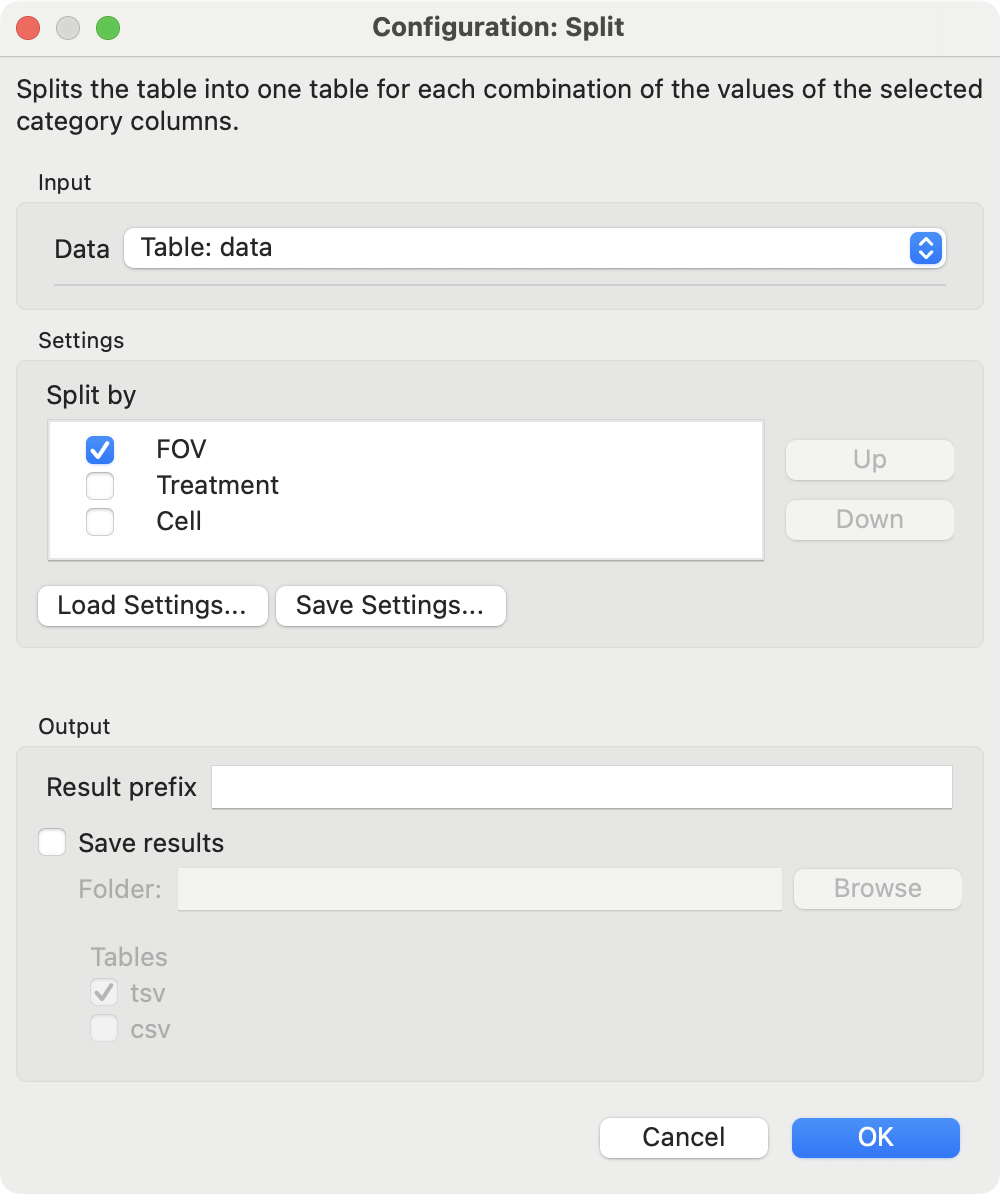 Configuration: Split
Splits the table into one table for each combination of the values of the selected
category columns.
Input
Data Table: data
Settings
Split by
FOV
Treatment
Cell
Up
Down
Load Settings... Save Settings...
Output
Result prefix
Save results
Folder: Browse
Tables
tsv
csv
Cancel OK